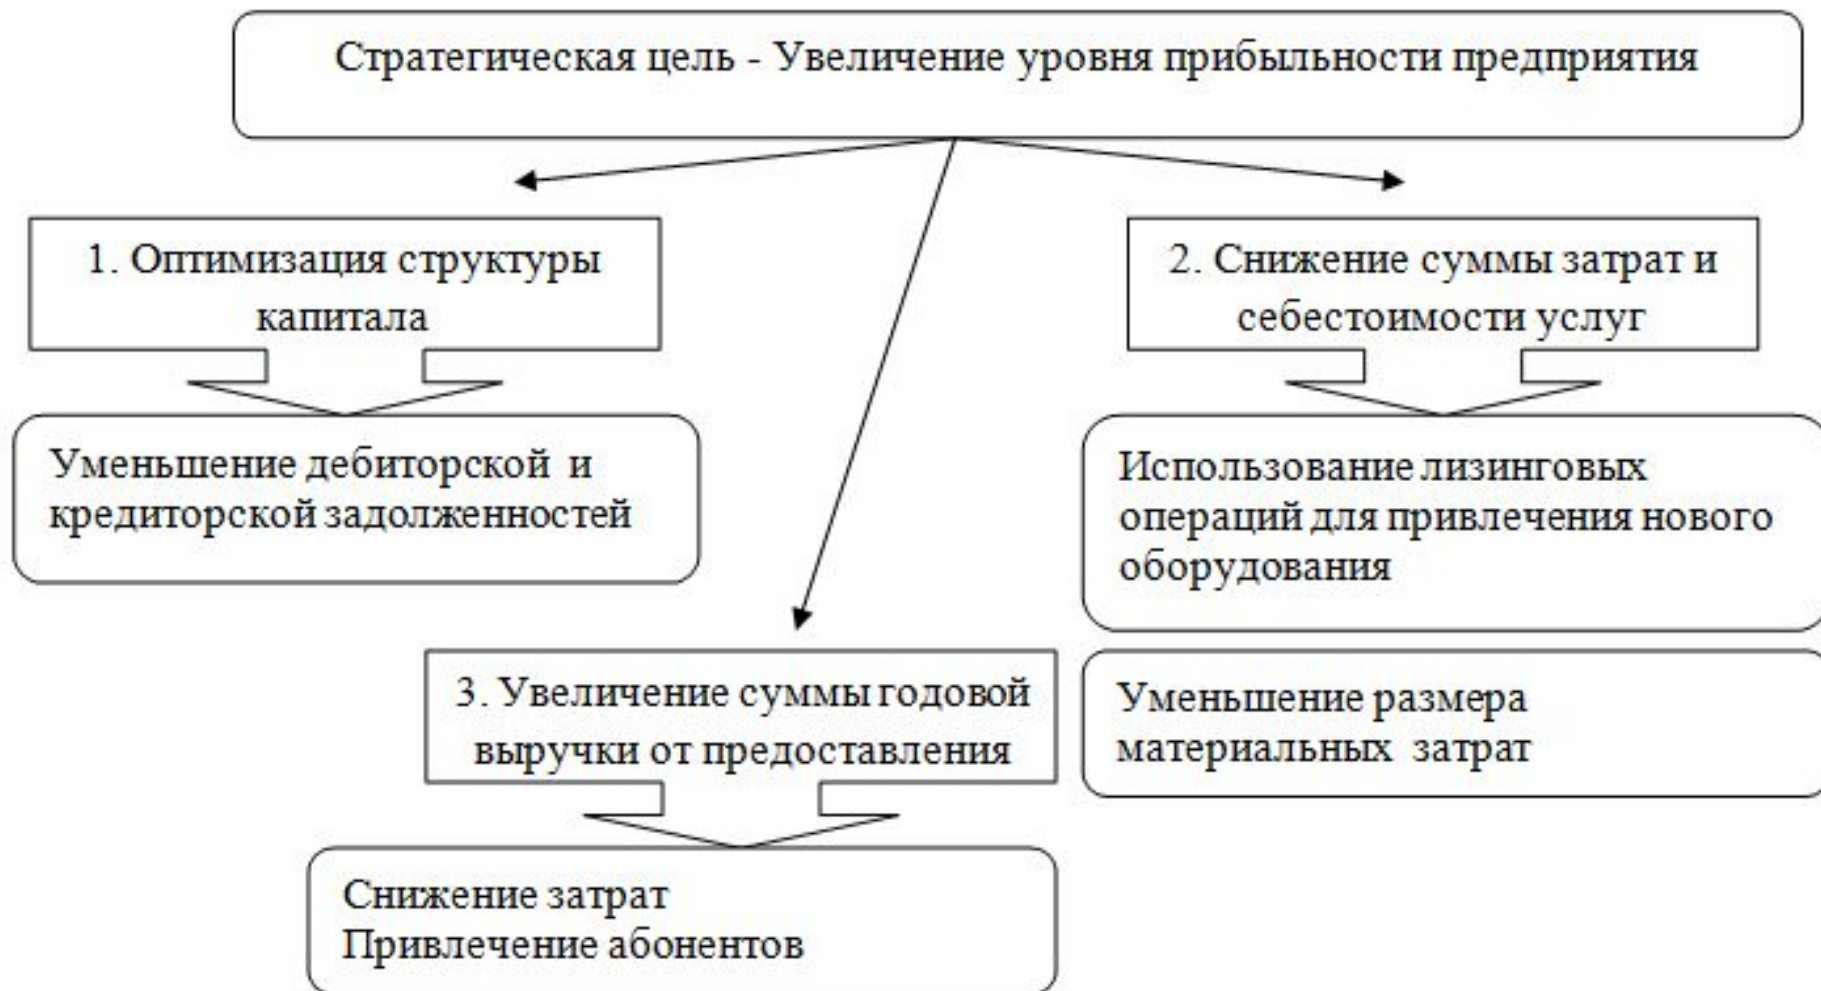 Стратегическая цель - Увеличение уровня прибыльности предприятия
1. Оптимизация структуры
капитала
2. Снижение суммы затрат и
себестоимости услуг
Уменьшение дебиторской и
кредиторской задолженностей
Использование лизинговых
операций для привлечения нового
оборудования
3. Увеличение суммы годовой
выручки от предоставления
Уменьшение размера
материальных затрат
Снижение затрат
Привлечение абонентов